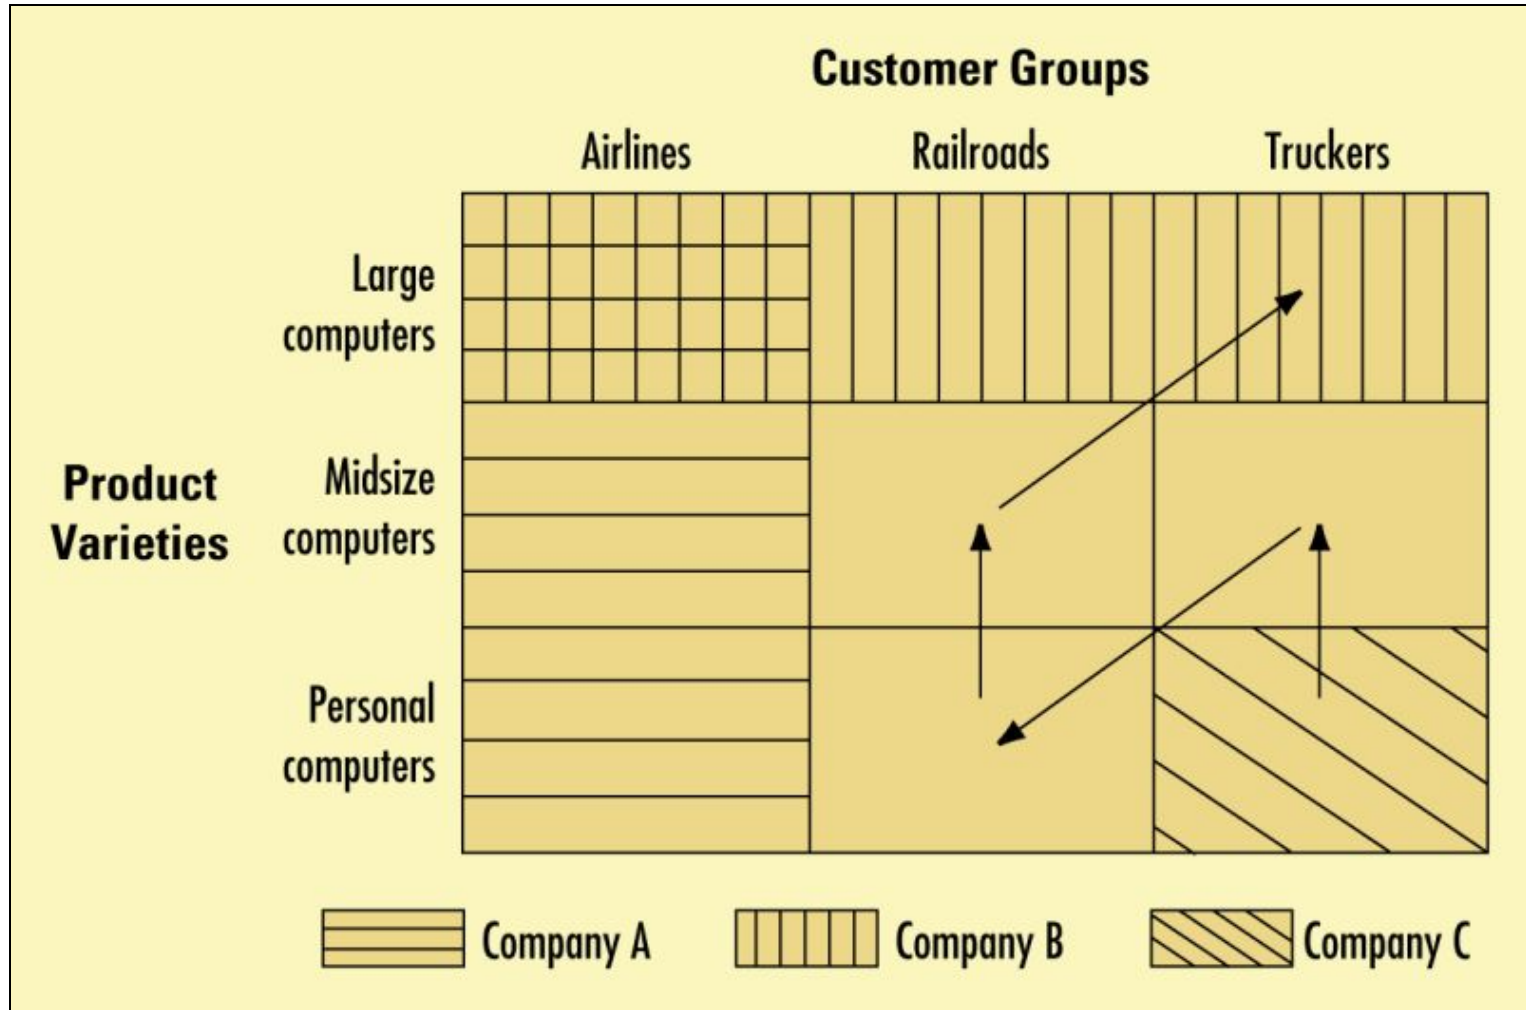 Customer Groups
Airlines Railroads Truckers
Large
computers
Product
Varieties
Midsize
computers
Personal
computers
Company A Company B Company C